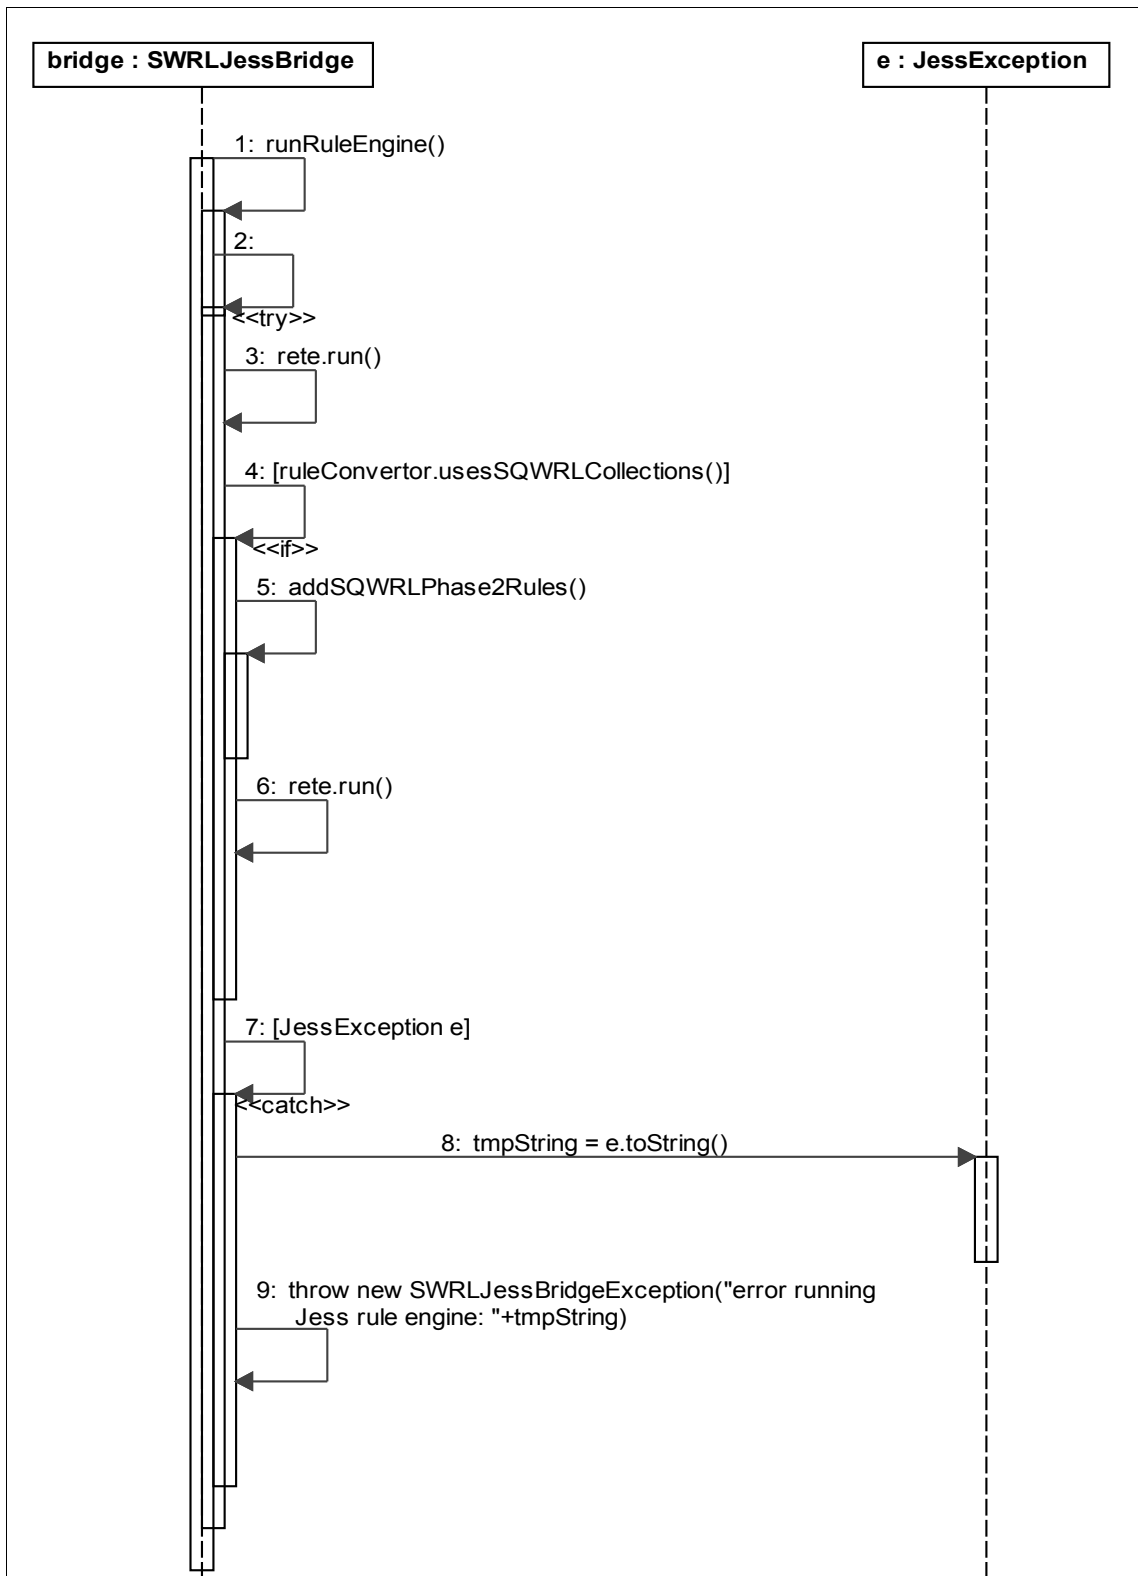 bridge : SWRLJessBridge
e : JessException
1: runRuleEngine()
2:
<<try>>
3: rete.run()
4: [ruleConvertor.usesSQWRLCollections()]
<<if>>
5: addSQWRLPhase2Rules()
6: rete.run()
7: [JessException e]
<<catch>>
8: tmpString = e.toString()
9: throw new SWRLJessBridgeException("error running
Jess rule engine: "+tmpString)